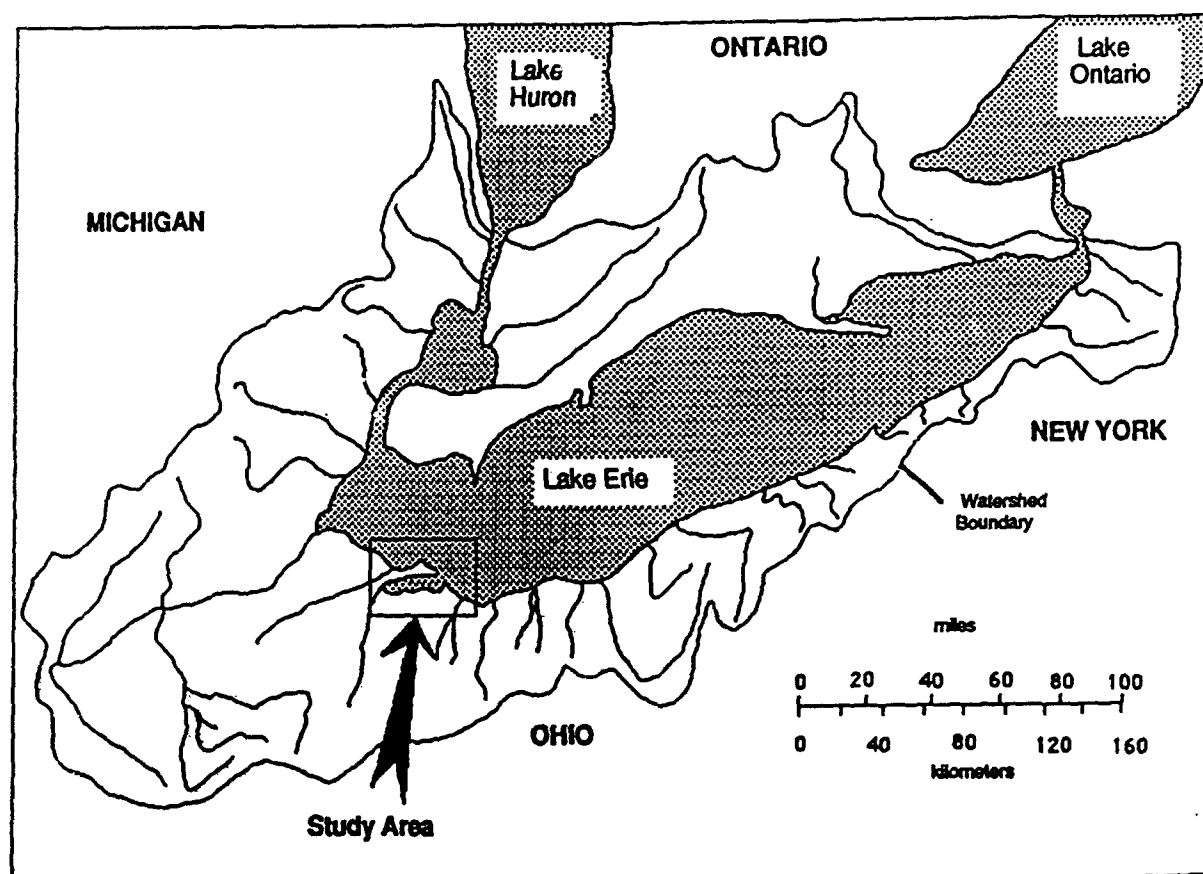 ONTARIO
Lake
Huron
Lake
Ontario
MICHIGAN
Lake Erie
NEW YORK
Watershed
Boundary
miles
0 20 40 60 80 100
0 40 80 120 160
kilometers
OHIO
Study Area